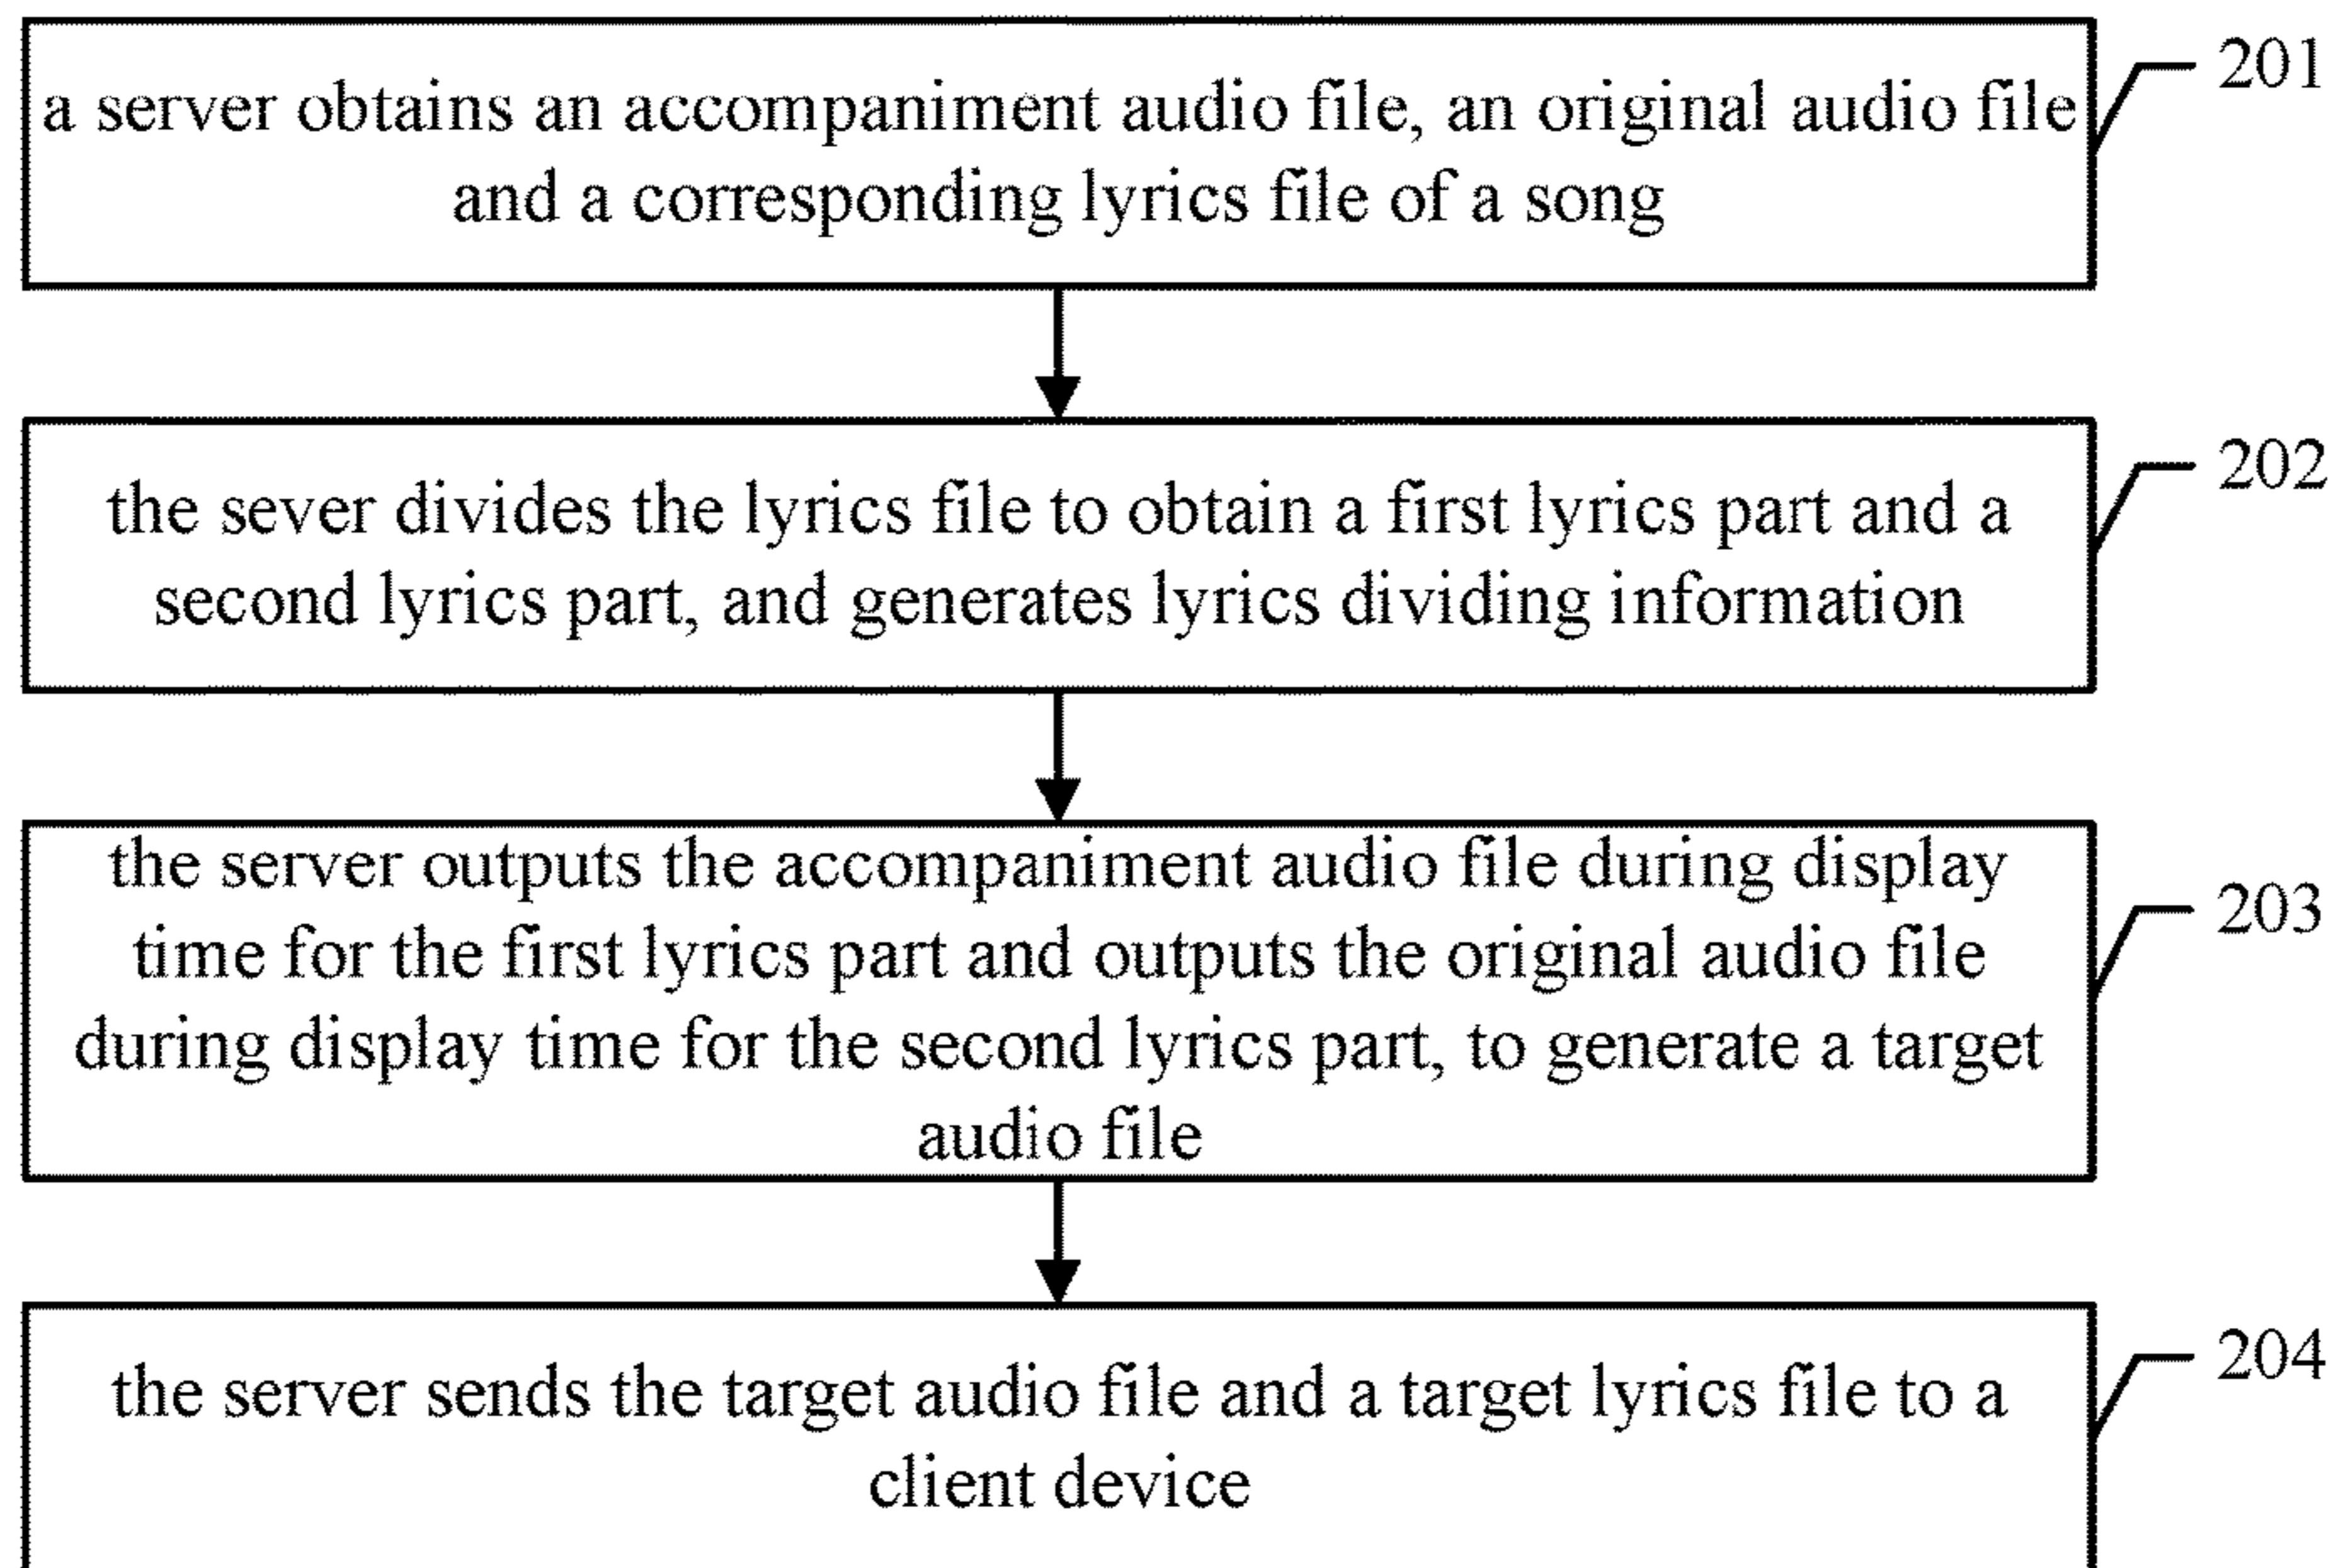 a server obtains an accompaniment audio file, an original audio file
and a corresponding lyrics file of a song
201
the sever divides the lyrics file to obtain a first lyrics part and a
second lyrics part, and generates lyrics dividing information
202
the server outputs the accompaniment audio file during display
time for the first lyrics part and outputs the original audio file
during display time for the second lyrics part, to generate a target
audio file
203
the server sends the target audio file and a target lyrics file to a
client device
204